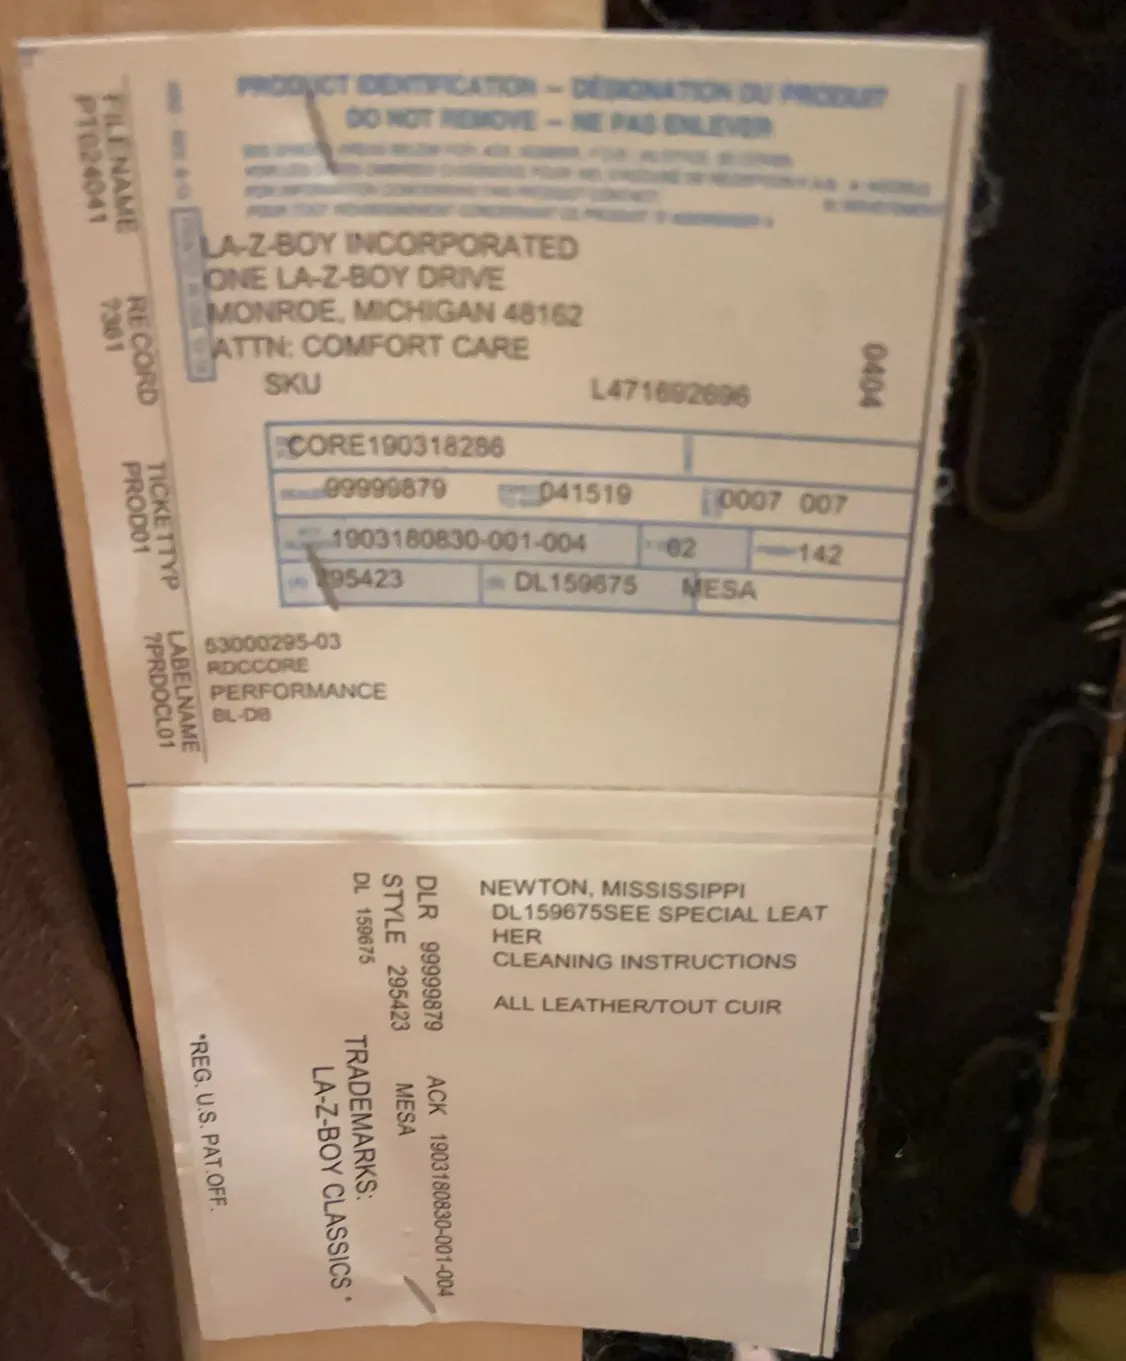 PRODUCT IDENTIFICATION – DÉSIGNATION DU PRODUIT
DO NOT REMOVE – NE PAS ENLEVER
LA-Z-BOY INCORPORATED
ONE LA-Z-BOY DRIVE
MONROE, MICHIGAN 48162
ATTN: COMFORT CARE
SKU L471692696
0404
CORE190318286
99999879 041519 0007 007
1903180830-001-004 02 142
295423 DL159675 MESA
53000295-03
RDCCORE
PERFORMANCE
BL-DB
FILENAME RECORD TICKETTYP LABELNAME
PT024041 7361 PROD01 7PRDOCL01
NEWTON, MISSISSIPPI
DL159675SEE SPECIAL LEAT
HER
CLEANING INSTRUCTIONS
ALL LEATHER/TOUT CUIR
DLR 99999879 ACK 1903180830-001-004
STYLE 295423 MESA
DL 159675
TRADEMARKS:
LA-Z-BOY CLASSICS *
*REG. U.S. PAT.OFF.